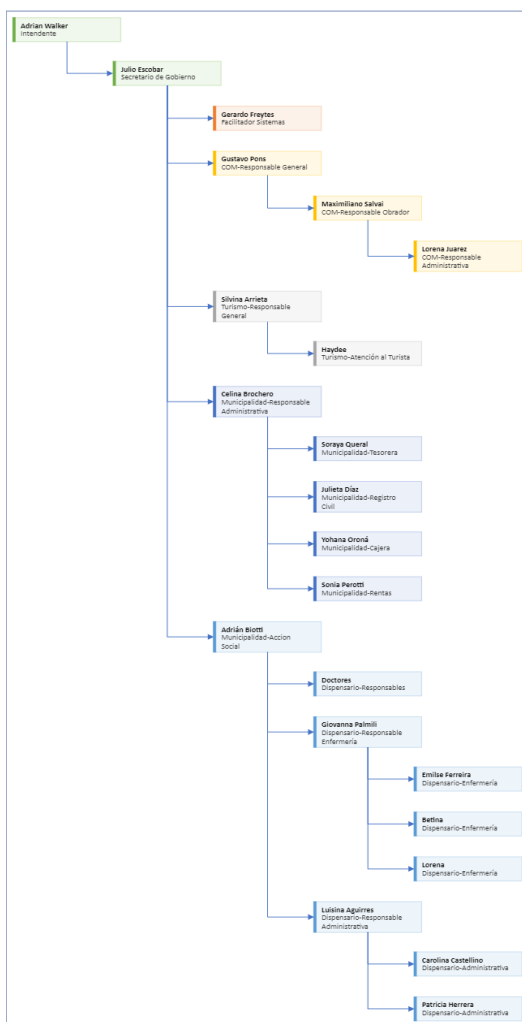 Adrian Walker
Intendente
Julio Escobar
Secretario de Gobierno
Gerardo Freytes
Facilitador Sistemas
Gustavo Pons
COM-Responsable General
Maximiliano Salvai
COM-Responsable Obrador
Lorena Juarez
COM-Responsable
Administrativa
Silvina Arrieta
Turismo-Responsable
General
Haydee
Turismo-Atención al Turista
Celina Brochero
Municipalidad-Responsable
Administrativa
Soraya Queral
Municipalidad-Tesorera
Julieta Díaz
Municipalidad-Registro
Civil
Yohana Oroná
Municipalidad-Cajera
Sonia Perotti
Municipalidad-Rentas
Adrián Biotti
Municipalidad-Accion
Social
Doctores
Dispensario-Responsables
Giovanna Palmili
Dispensario-Responsable
Enfermería
Emilse Ferreira
Dispensario-Enfermería
Betina
Dispensario-Enfermería
Lorena
Dispensario-Enfermería
Luisina Aguirres
Dispensario-Responsable
Administrativa
Carolina Castellino
Dispensario-Administrativa
Patricia Herrera
Dispensario-Administrativa